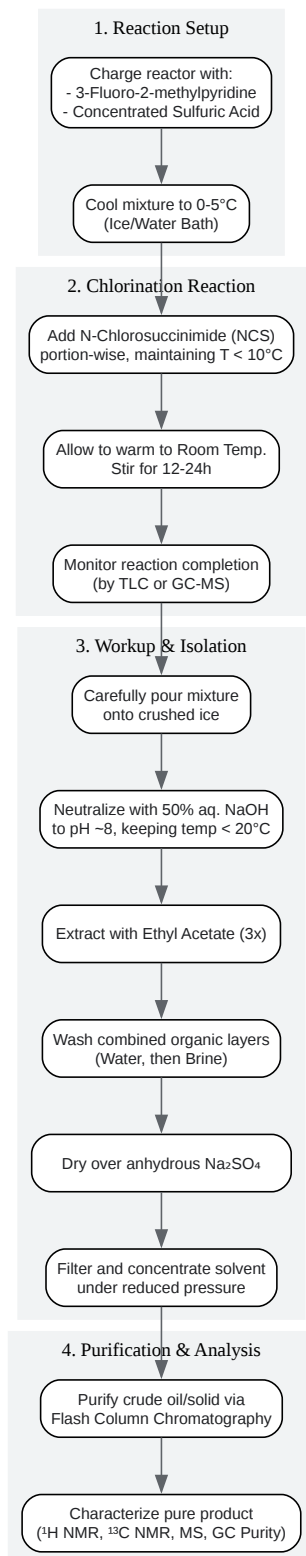 1. Reaction Setup
Charge reactor with:
- 3-Fluoro-2-methylpyridine
- Concentrated Sulfuric Acid
Cool mixture to 0-5°C
(Ice/Water Bath)
2. Chlorination Reaction
Add N-Chlorosuccinimide (NCS)
portion-wise, maintaining T < 10°C
Allow to warm to Room Temp.
Stir for 12-24h
Monitor reaction completion
(by TLC or GC-MS)
3. Workup & Isolation
Carefully pour mixture
onto crushed ice
Neutralize with 50% aq. NaOH
to pH ~8, keeping temp < 20°C
Extract with Ethyl Acetate (3x)
Wash combined organic layers
(Water, then Brine)
Dry over anhydrous Na₂SO₄
Filter and concentrate solvent
under reduced pressure
4. Purification & Analysis
Purify crude oil/solid via
Flash Column Chromatography
Characterize pure product
(¹H NMR, ¹³C NMR, MS, GC Purity)